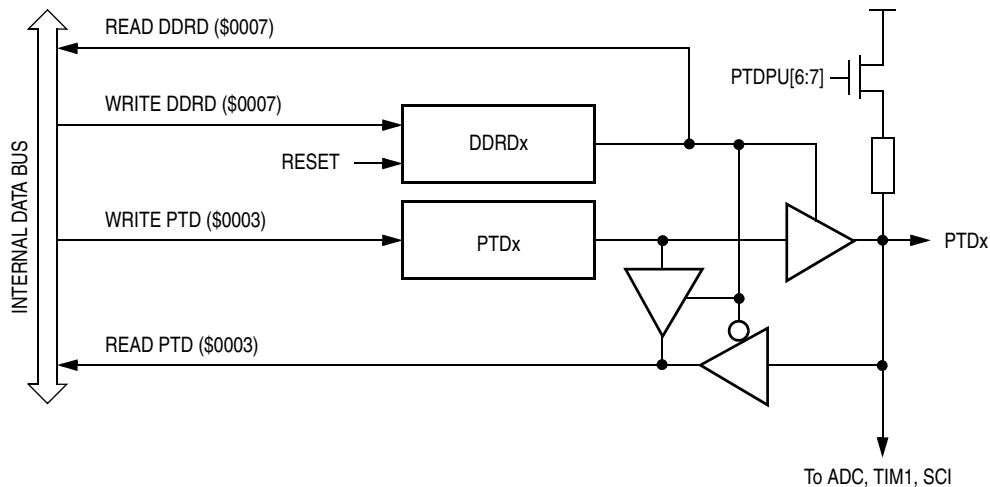 READ DDRD ($0007)
PTDPU[6:7]
WRITE DDRD ($0007)
DDRDx
RESET
INTERNAL DATA BUS
WRITE PTD ($0003)
PTDx
PTDx
READ PTD ($0003)
To ADC, TIM1, SCI